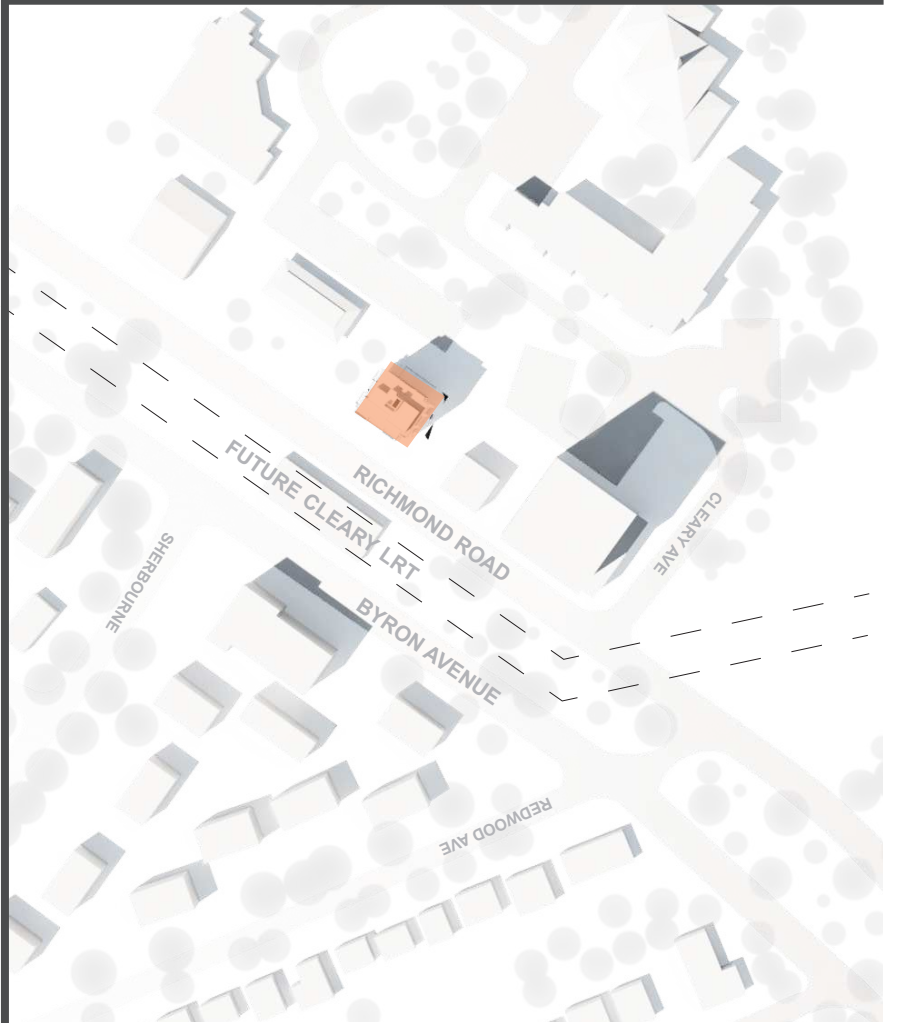 FUTURE CLEARY LRT
RICHMOND ROAD
CLEARY AVE
SHERBOURNE
BYRON AVENUE
REDWOOD AVE